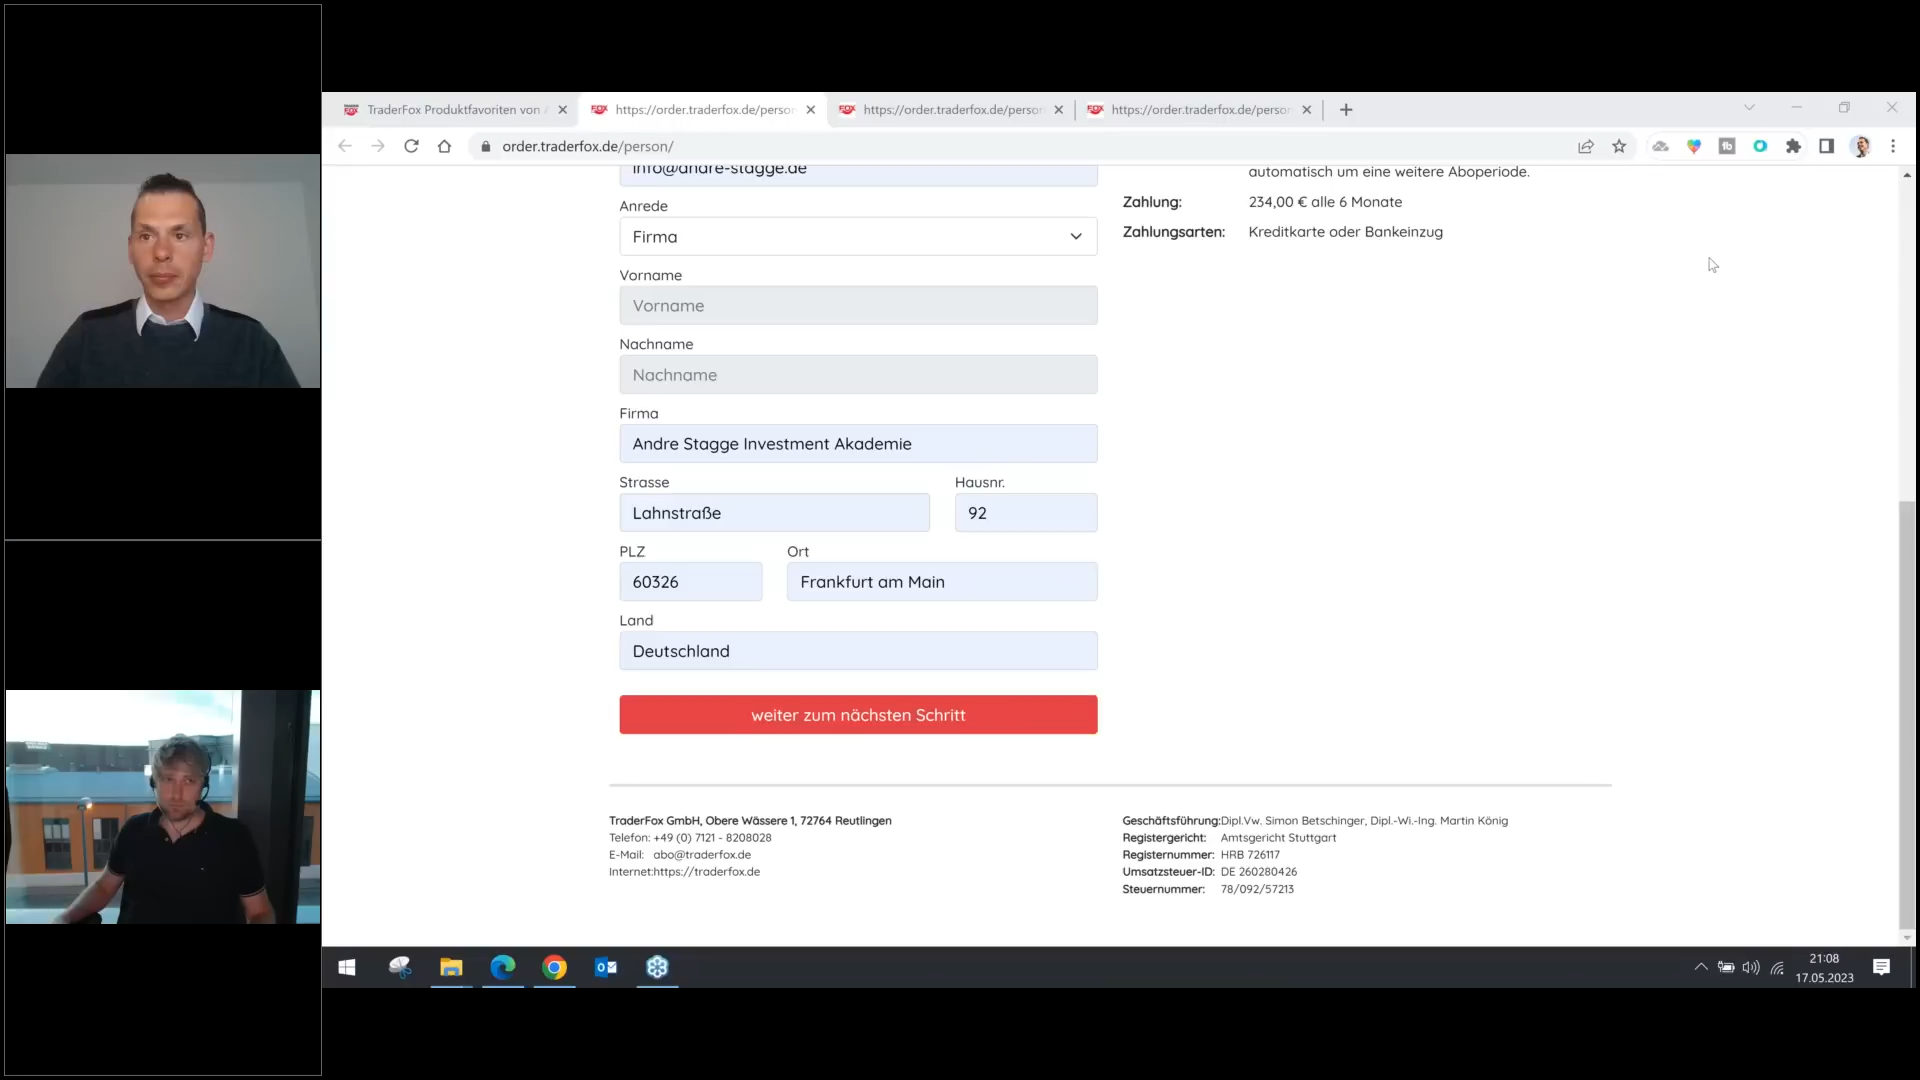 TraderFox Produktfavoriten von
https://order.traderfox.de/person
https://order.traderfox.de/person
https://order.traderfox.de/person
order.traderfox.de/person/
info@andre-stagge.de
Anrede
Firma
Vorname
Vorname
Nachname
Nachname
Firma
Andre Stagge Investment Akademie
Strasse Hausnr.
Lahnstraße 92
PLZ Ort
60326 Frankfurt am Main
Land
Deutschland
weiter zum nächsten Schritt
automatisch um eine weitere Aboperiode.
Zahlung: 234,00 € alle 6 Monate
Zahlungsarten: Kreditkarte oder Bankeinzug
TraderFox GmbH, Obere Wässere 1, 72764 Reutlingen
Telefon: +49 (0) 7121 - 8208028
E-Mail: abo@traderfox.de
Internet:https://traderfox.de
Geschäftsführung:Dipl.Vw. Simon Betschinger, Dipl.-Wi.-Ing. Martin König
Registergericht: Amtsgericht Stuttgart
Registernummer: HRB 726117
Umsatzsteuer-ID: DE 260280426
Steuernummer: 78/092/57213
21:08
17.05.2023